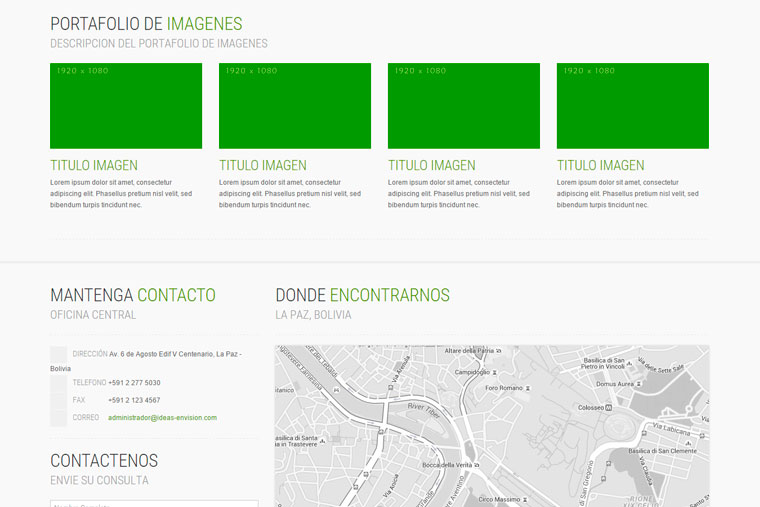 PORTAFOLIO DE IMAGENES
DESCRIPCION DEL PORTAFOLIO DE IMAGENES
1920 x 1080
1920 x 1080
1920 x 1080
1920 x 1080
TITULO IMAGEN
Lorem ipsum dolor sit amet, consectetur
adipiscing elit. Phasellus pretium nisl velit, sed
bibendum turpis tincidunt nec.
TITULO IMAGEN
Lorem ipsum dolor sit amet, consectetur
adipiscing elit. Phasellus pretium nisl velit, sed
bibendum turpis tincidunt nec.
TITULO IMAGEN
Lorem ipsum dolor sit amet, consectetur
adipiscing elit. Phasellus pretium nisl velit, sed
bibendum turpis tincidunt nec.
TITULO IMAGEN
Lorem ipsum dolor sit amet, consectetur
adipiscing elit. Phasellus pretium nisl velit, sed
bibendum turpis tincidunt nec.
MANTENGA CONTACTO
OFICINA CENTRAL
DIRECCIÓN Av. 6 de Agosto Edif V Centenario, La Paz -
Bolivia
TELEFONO +591 2 277 5030
FAX +591 2 123 4567
CORREO administrador@ideas-envision.com
CONTACTENOS
ENVIE SU CONSULTA
DONDE ENCONTRARNOS
LA PAZ, BOLIVIA
Altare della Patria
Campidoglio
Foro Romano
Basilica di San
Pietro in Vincoli
Viale delle Sette Sale
Domus Aurea
Colosseo
Via Labicana
Basilica di San Clemente
Via Claudia
Via di San Gregorio
River Tiber
Via Arenula
Basilica di Santa
in Trastevere
Bocca della Verità
Via Anicia
Circo Massimo
RIONE
XIX CELIO